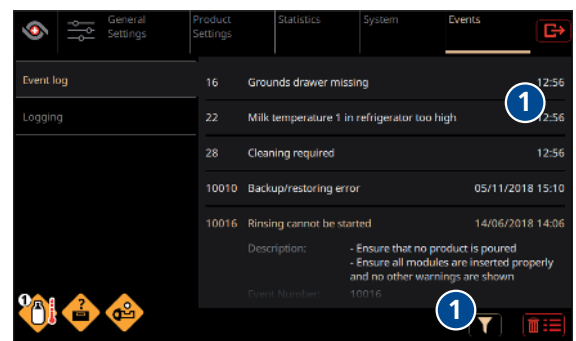 General
Settings
Product
Settings
Statistics
System
Events
Event log
Logging
16 Grounds drawer missing 12:56
1
22 Milk temperature 1 in refrigerator too high 12:56
28 Cleaning required 12:56
10010 Backup/restoring error 05/11/2018 15:10
10016 Rinsing cannot be started 14/06/2018 14:06
Description: - Ensure that no product is poured
- Ensure all modules are inserted properly
and no other warnings are shown
Event Number: 10016
1
?
1